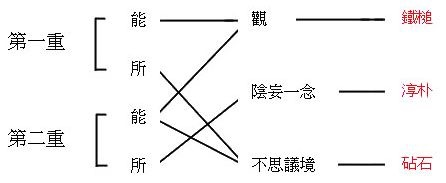 能 觀 鐵槌
第一重
所
陰妄一念 淳朴
能
第二重
所 不思議境 砧石